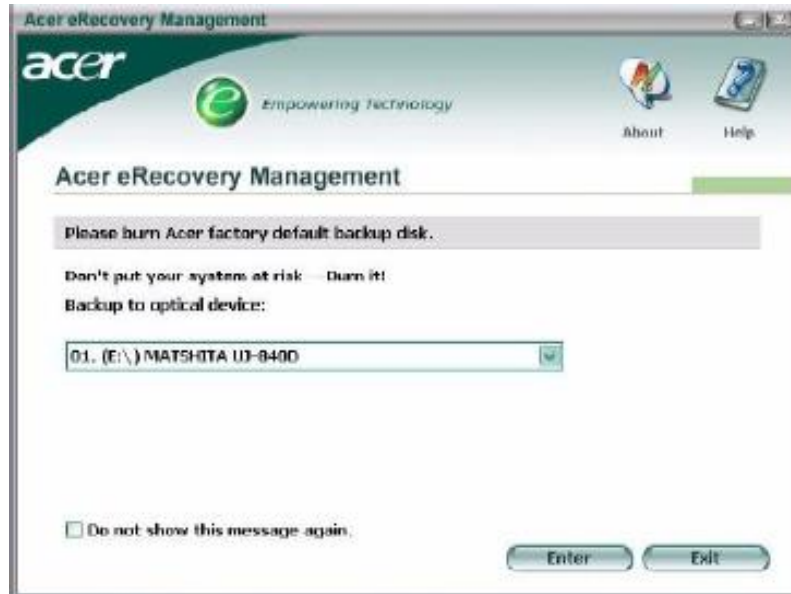 Acer eRecovery Management
acer
Empowering Technology
About
Help
Acer eRecovery Management
Please burn Acer factory default backup disk.
Don't put your system at risk -- Burn it!
Backup to optical device:
01. (E:\) MATSHITA UJ-840D
Do not show this message again.
Enter
Exit